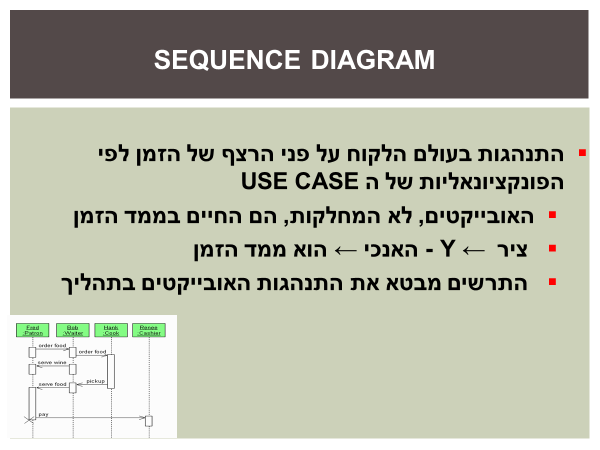 SEQUENCE DIAGRAM
התנהגות בעולם הלקוח על פני הרצף של הזמן לפי
הפונקציונאליות של ה USE CASE
האובייקטים, לא המחלקות, הם החיים בממד הזמן
ציר ← Y - האנכי ← הוא ממד הזמן
התרשים מבטא את התנהגות האובייקטים בתהליך
Fred Bob Hank Renee
:Patron :Waiter :Cook :Cashier
order food
order food
serve wine
pickup
serve food
pay